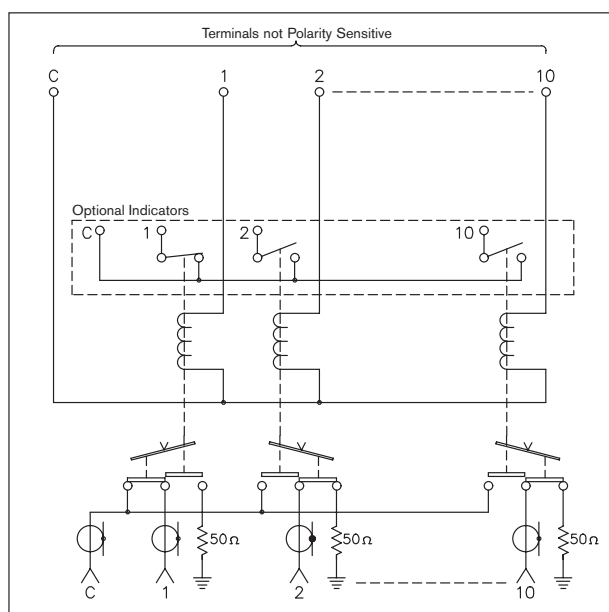 Terminals not Polarity Sensitive
C 1 2 10
Optional Indicators
C 1 2 10
50Ω 50Ω 50Ω
C 1 2 10